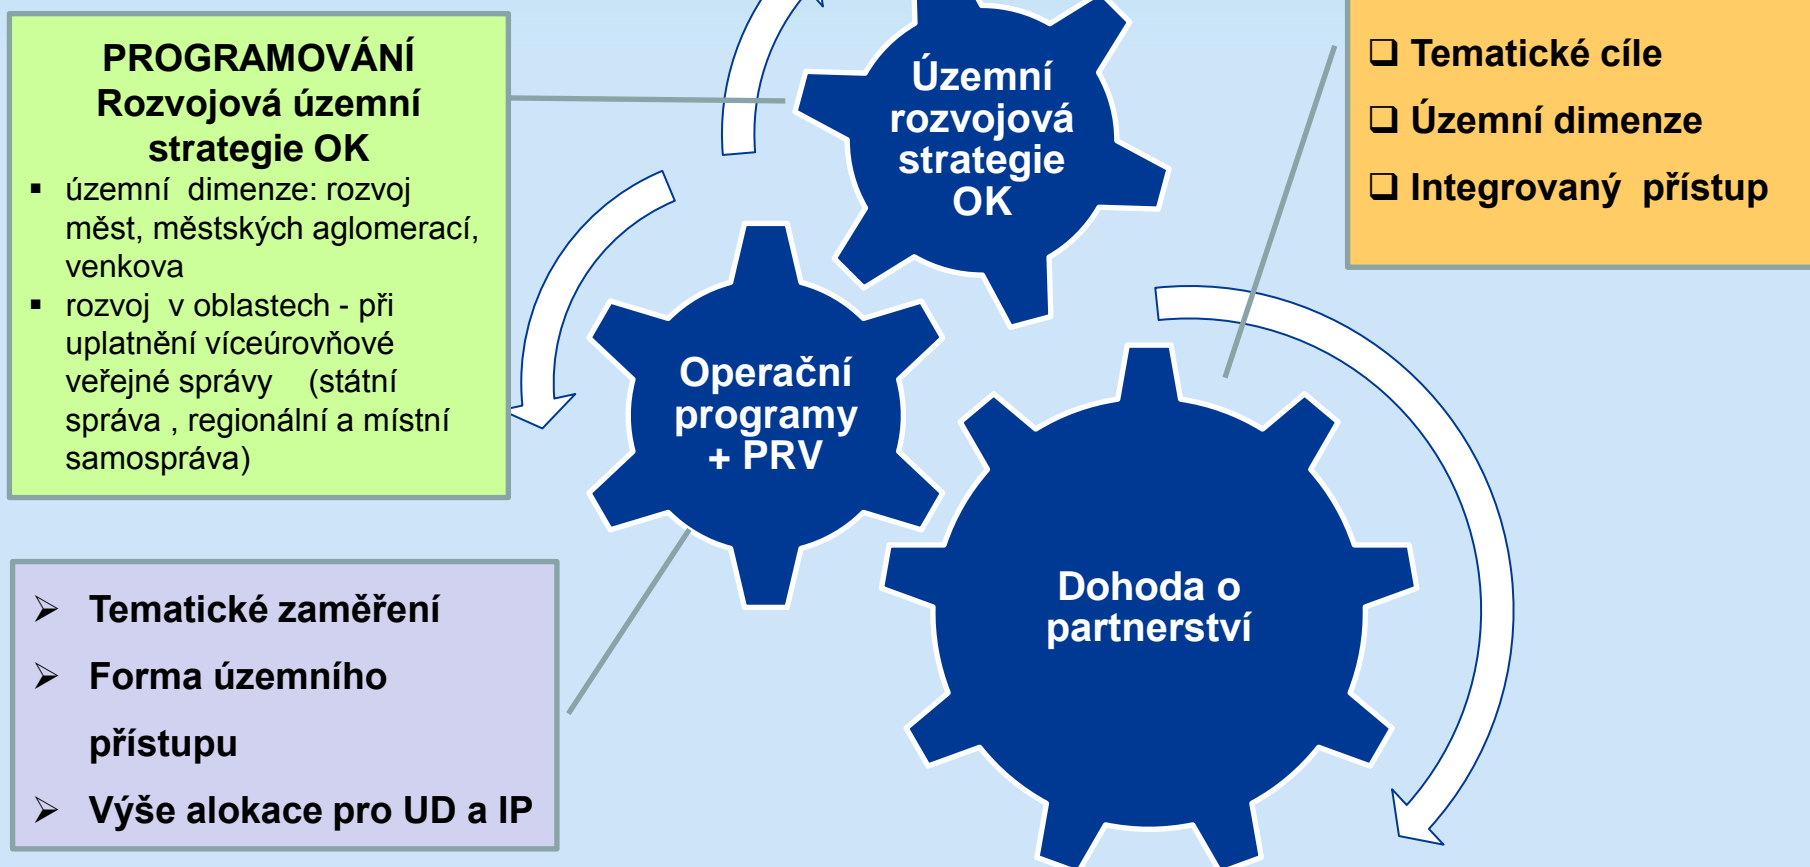 PROGRAMOVÁNÍ
Rozvojová územní
strategie OK
▪ územní dimenze: rozvoj
měst, městských aglomerací,
venkova
▪ rozvoj v oblastech - při
uplatnění víceúrovňové
veřejné správy (státní
správa , regionální a místní
samospráva)
Územní
rozvojová
strategie
OK
❑ Tematické cíle
❑ Územní dimenze
❑ Integrovaný přístup
Operační
programy
+ PRV
Dohoda o
partnerství
➢ Tematické zaměření
➢ Forma územního
přístupu
➢ Výše alokace pro UD a IP